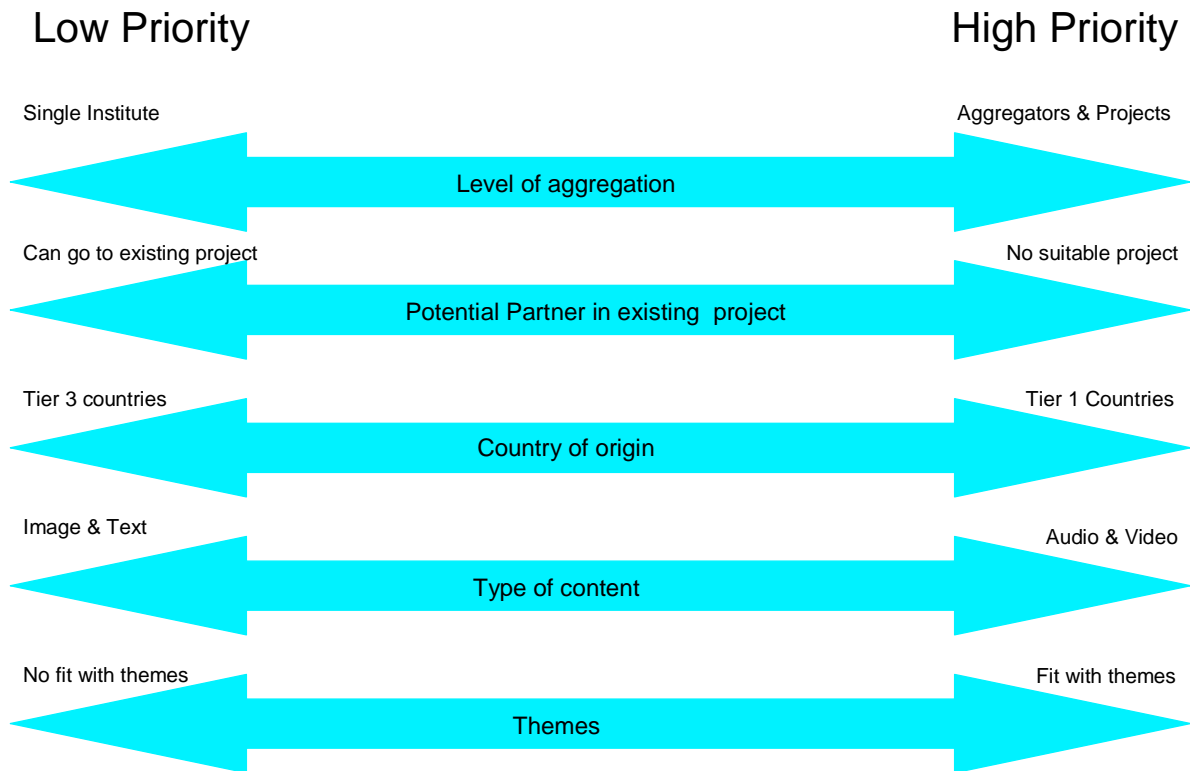 Low Priority
High Priority
Single Institute
Aggregators & Projects
Level of aggregation
Can go to existing project
No suitable project
Potential Partner in existing  project
Tier 3 countries
Tier 1 Countries
Country of origin
Image & Text
Audio & Video
Type of content
No fit with themes
Fit with themes
Themes